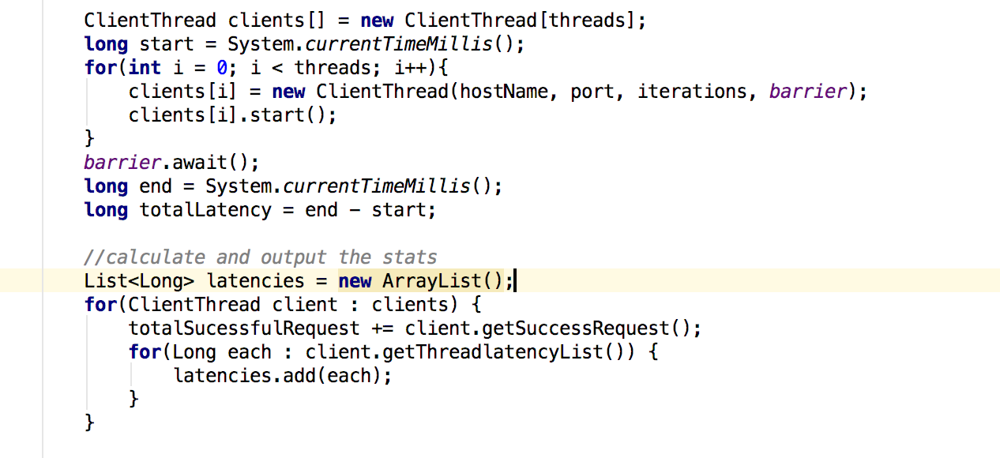 ClientThread clients[] = new ClientThread[threads];
long start = System.currentTimeMillis();
for(int i = 0; i < threads; i++){
clients[i] = new ClientThread(hostName, port, iterations, barrier);
clients[i].start();
}
barrier.await();
long end = System.currentTimeMillis();
long totalLatency = end - start;
//calculate and output the stats
List<Long> latencies = new ArrayList();
for(ClientThread client : clients) {
totalSucessfulRequest += client.getSuccessRequest();
for(Long each : client.getThreadlatencyList()) {
latencies.add(each);
}
}